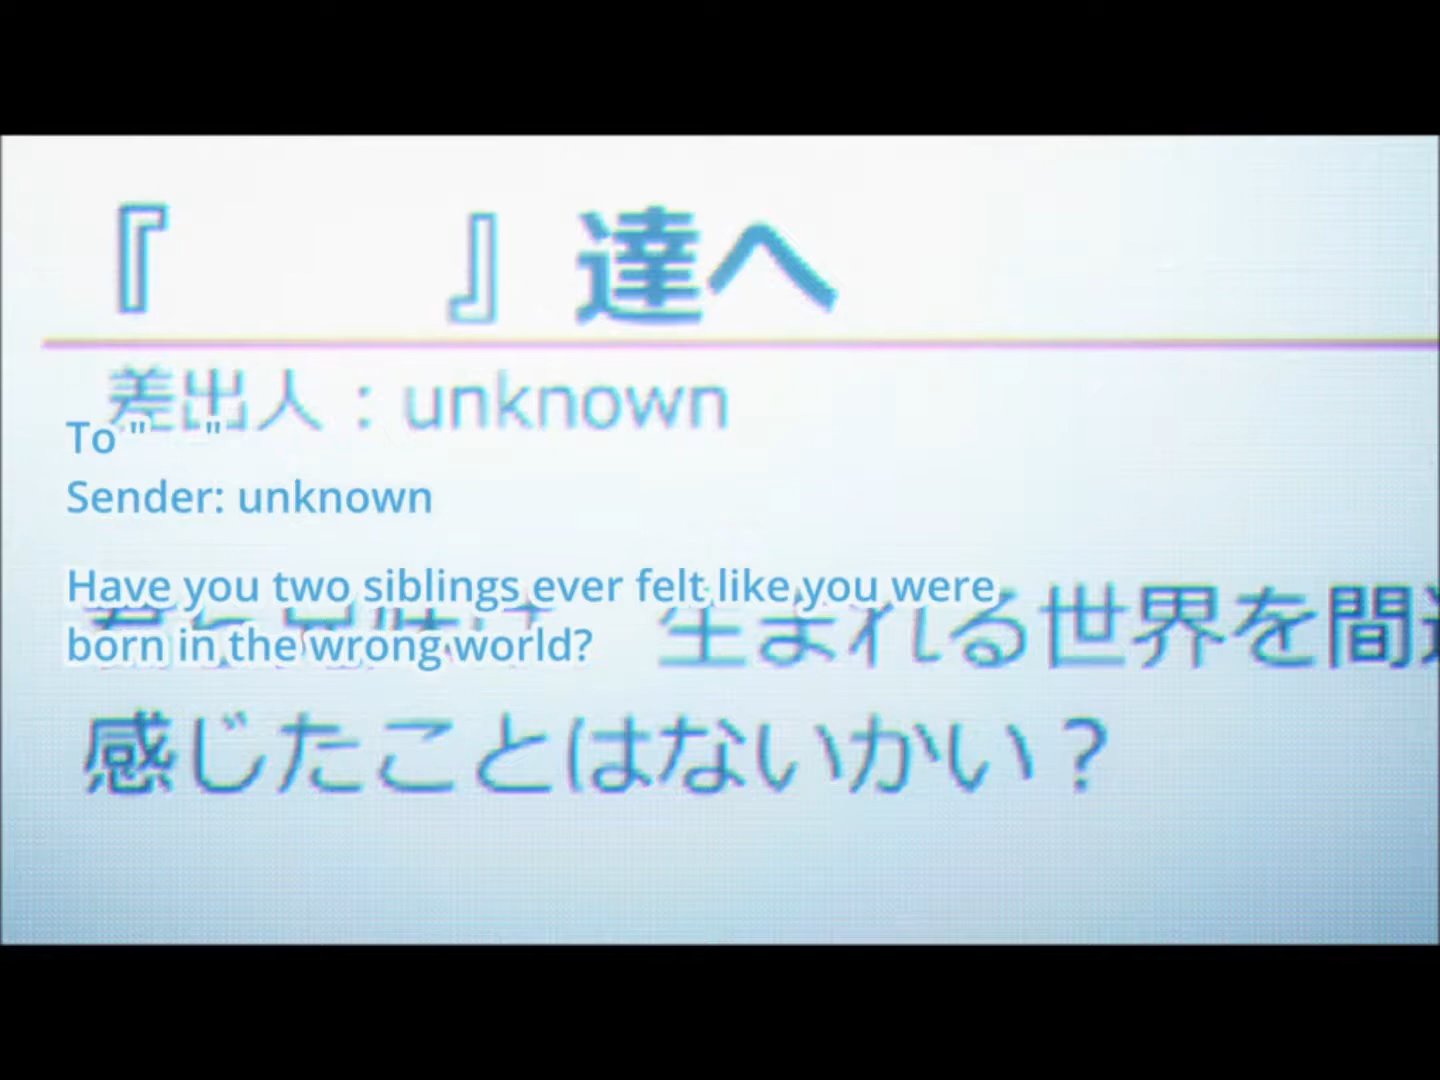 『　　』達へ
差出人：unknown
To "　"
Sender: unknown
Have you two siblings ever felt like you were
born in the wrong world?
生まれる世界を間
感じたことはないかい？